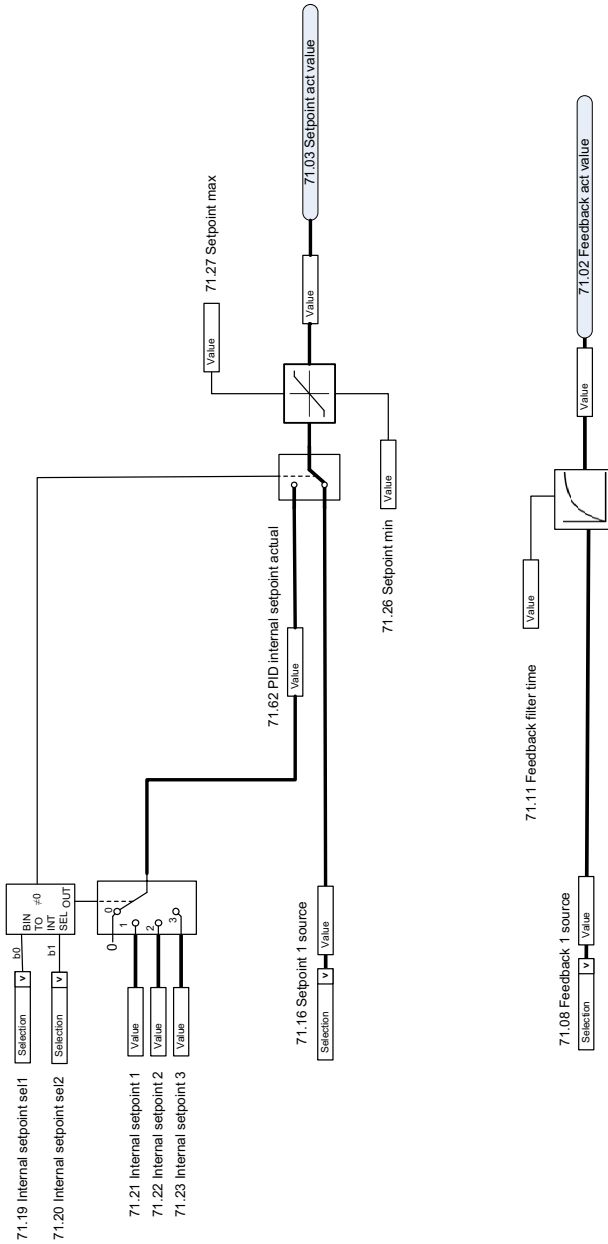 71.19 Internal setpoint sel1
Selection
v
b0
71.20 Internal setpoint sel2
Selection
v
b1
BIN
TO
INT
SEL
≠0
OUT
71.21 Internal setpoint 1
Value
71.22 Internal setpoint 2
Value
71.23 Internal setpoint 3
Value
0
0
1
2
3
71.62 PID internal setpoint actual
Value
71.16 Setpoint 1 source
Selection
v
Value
71.27 Setpoint max
Value
71.26 Setpoint min
Value
Value
71.03 Setpoint act value
71.11 Feedback filter time
Value
71.08 Feedback 1 source
Selection
v
Value
Value
71.02 Feedback act value